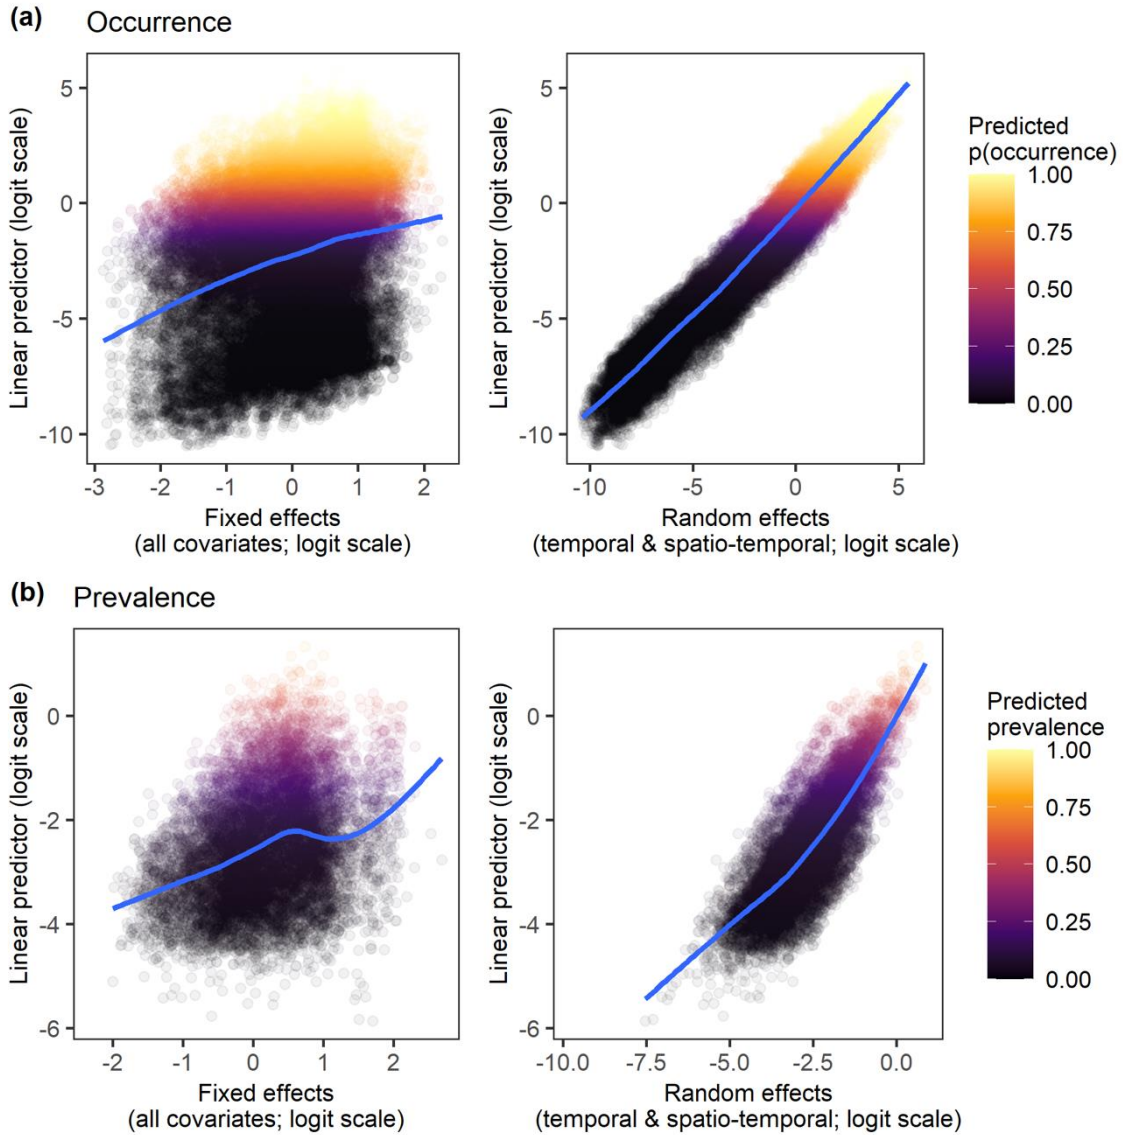 (a) Occurrence
Linear predictor (logit scale)
5
0
-5
-10
-3 -2 -1 0 1 2
Fixed effects
(all covariates; logit scale)
Linear predictor (logit scale)
5
0
-5
-10
-10 -5 0 5
Random effects
(temporal & spatio-temporal; logit scale)
Predicted
p(occurrence)
1.00
0.75
0.50
0.25
0.00
(b) Prevalence
Linear predictor (logit scale)
0
-2
-4
-6
-2 -1 0 1 2
Fixed effects
(all covariates; logit scale)
Linear predictor (logit scale)
0
-2
-4
-6
-10.0 -7.5 -5.0 -2.5 0.0
Random effects
(temporal & spatio-temporal; logit scale)
Predicted
prevalence
1.00
0.75
0.50
0.25
0.00